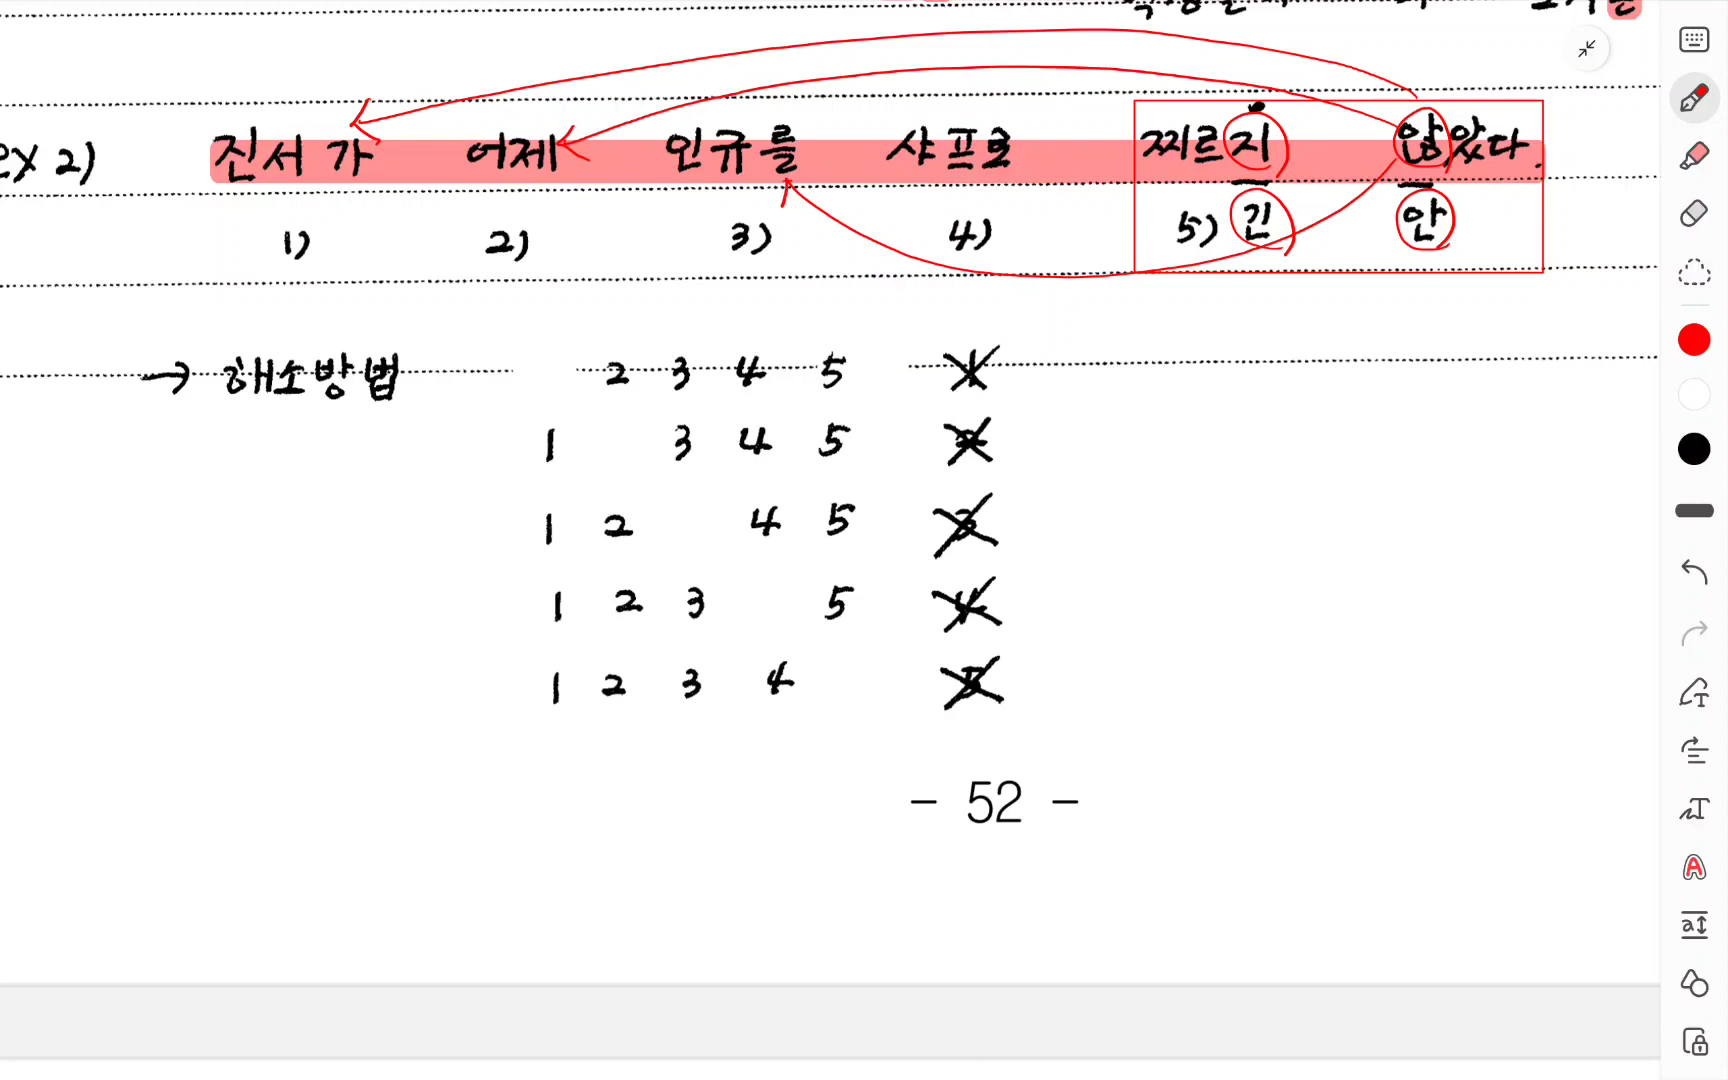 ex 2) 진서가 어제 인규를 샤프로 찌르지 않았다.
1) 2) 3) 4) 5) 긴 안
→ 해소방법 2 3 4 5 1
1 3 4 5 2
1 2 4 5 3
1 2 3 5 4
1 2 3 4 5
- 52 -